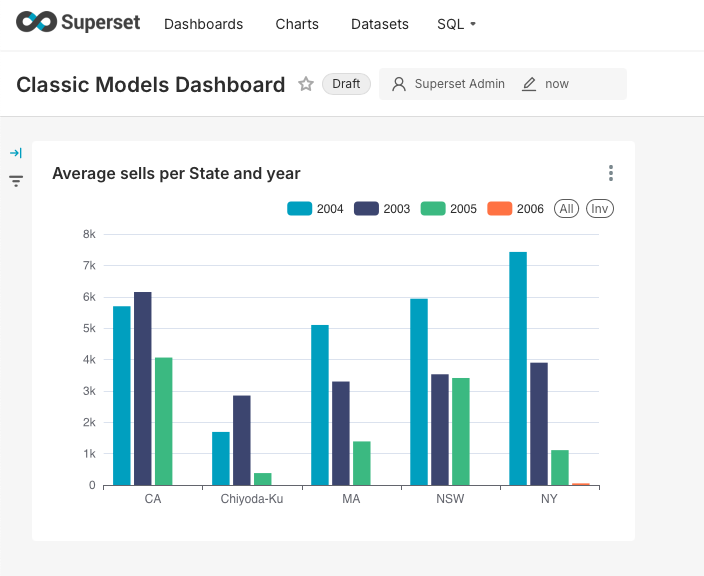 Superset Dashboards Charts Datasets SQL
Classic Models Dashboard Draft Superset Admin now
Average sells per State and year
2004 2003 2005 2006 All Inv
8k
7k
6k
5k
4k
3k
2k
1k
0
CA Chiyoda-Ku MA NSW NY